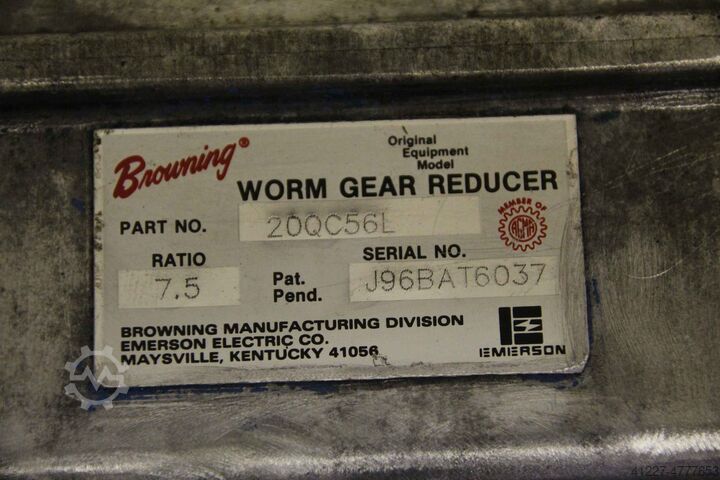 Browning®
Original
Equipment
Model
WORM GEAR REDUCER
PART NO. 20QC56L
MEMBER OF
AGMA
RATIO
7.5
Pat.
Pend.
SERIAL NO.
J96BAT6037
BROWNING MANUFACTURING DIVISION
EMERSON ELECTRIC CO.
MAYSVILLE, KENTUCKY 41056
EMERSON
41227-4777653